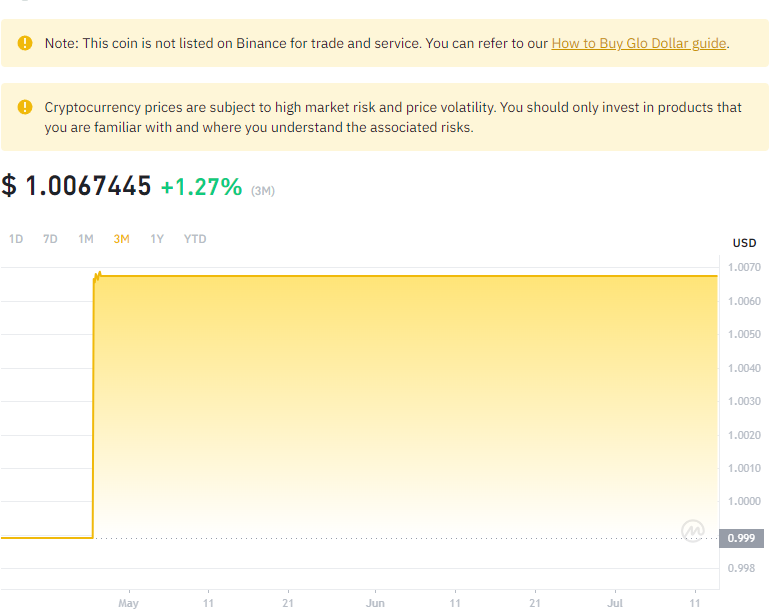 Note: This coin is not listed on Binance for trade and service. You can refer to our How to Buy Glo Dollar guide.
Cryptocurrency prices are subject to high market risk and price volatility. You should only invest in products that
you are familiar with and where you understand the associated risks.
$ 1.0067445 +1.27% (3M)
1D 7D 1M 3M 1Y YTD
USD
1.0070
1.0060
1.0050
1.0040
1.0030
1.0020
1.0010
1.0000
0.999
0.998
May 11 21 Jun 11 21 Jul 11